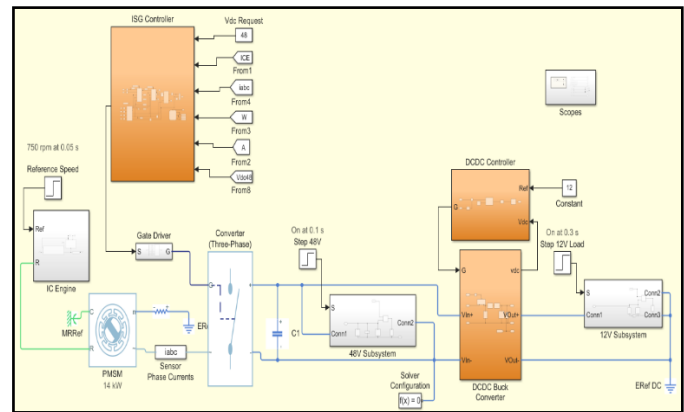 ISG Controller
Vdc Request
48
ICE
From1
iabc
From4
W
From3
A
From2
Vdc48
From8
Scopes
750 rpm at 0.05 s
Reference Speed
Ref
R
IC Engine
S
G
Gate Driver
Converter
(Three-Phase)
G
On at 0.1 s
Step 48V
DCDC Controller
Ref
Vdc
G
12
Constant
On at 0.3 s
Step 12V Load
G
vdc
Vin+
VOut+
Vin-
VOut-
DCDC Buck
Converter
S
Conn1
Conn2
Conn3
12V Subsystem
C
R
MRRef
PMSM
14 kW
iabc
Sensor
Phase Currents
C1
S
Conn1
Conn2
48V Subsystem
Solver
Configuration
f(x) = 0
ERef DC